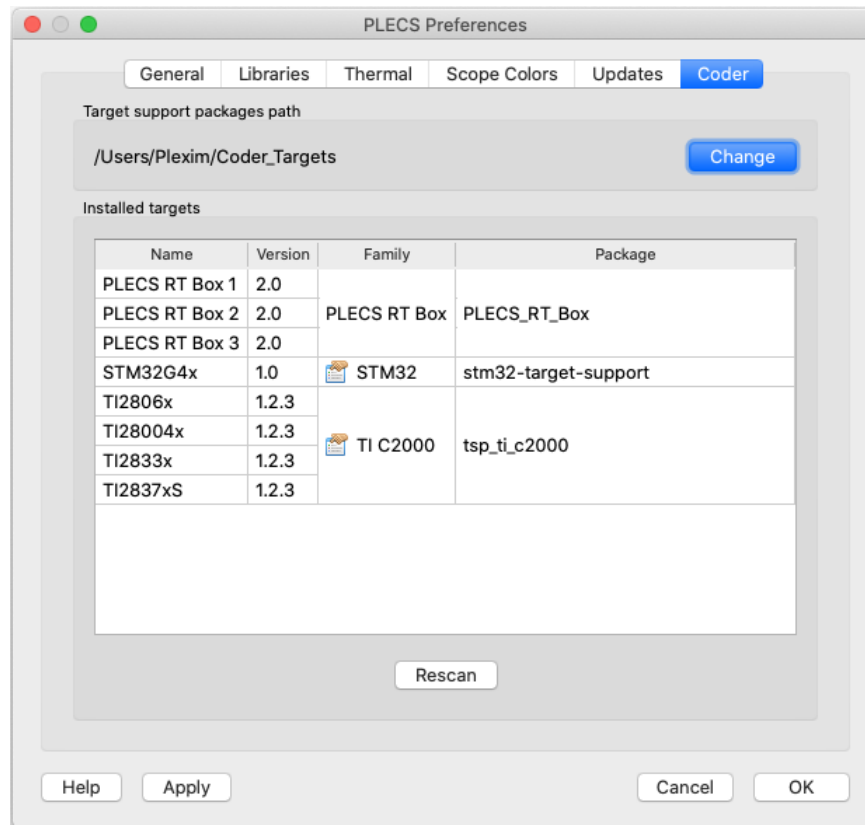 PLECS Preferences
General Libraries Thermal Scope Colors Updates Coder
Target support packages path
/Users/Plexim/Coder_Targets Change
Installed targets
Name Version Family Package
PLECS RT Box 1 2.0
PLECS RT Box 2 2.0 PLECS RT Box PLECS_RT_Box
PLECS RT Box 3 2.0
STM32G4x 1.0 STM32 stm32-target-support
TI2806x 1.2.3
TI28004x 1.2.3
TI C2000 tsp_ti_c2000
TI2833x 1.2.3
TI2837xS 1.2.3
Rescan
Help Apply Cancel OK